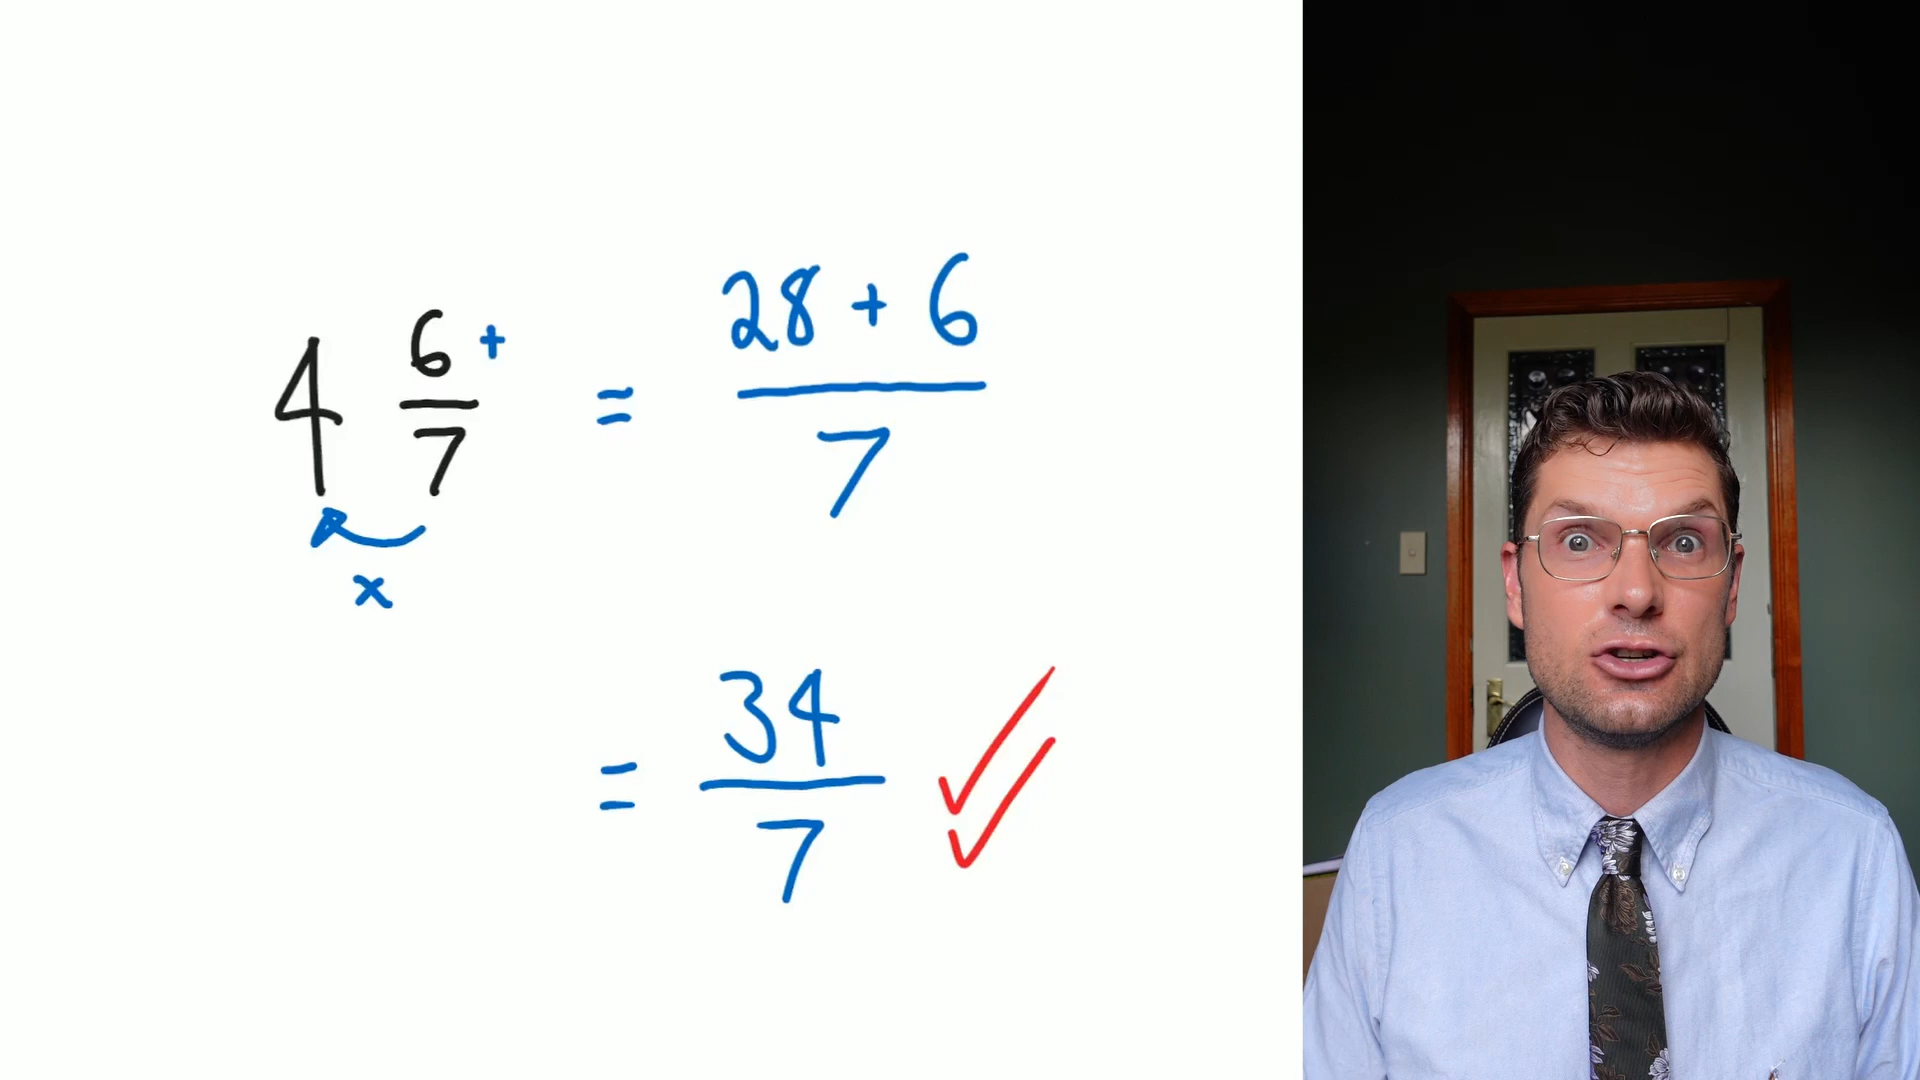 4 6/7 + = 28 + 6 / 7
x
= 34/7